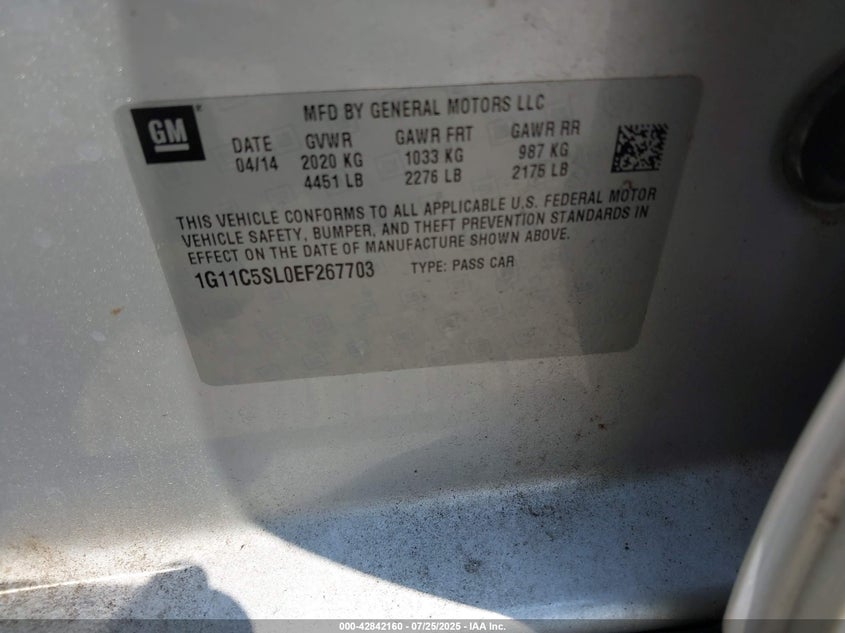 GM
MFD BY GENERAL MOTORS LLC
DATE GVWR GAWR FRT GAWR RR
04/14 2020 KG 1033 KG 987 KG
4451 LB 2276 LB 2175 LB
THIS VEHICLE CONFORMS TO ALL APPLICABLE U.S. FEDERAL MOTOR
VEHICLE SAFETY, BUMPER, AND THEFT PREVENTION STANDARDS IN
EFFECT ON THE DATE OF MANUFACTURE SHOWN ABOVE.
1G11C5SL0EF267703 TYPE: PASS CAR
000-42842160 - 07/25/2025 - IAA Inc.